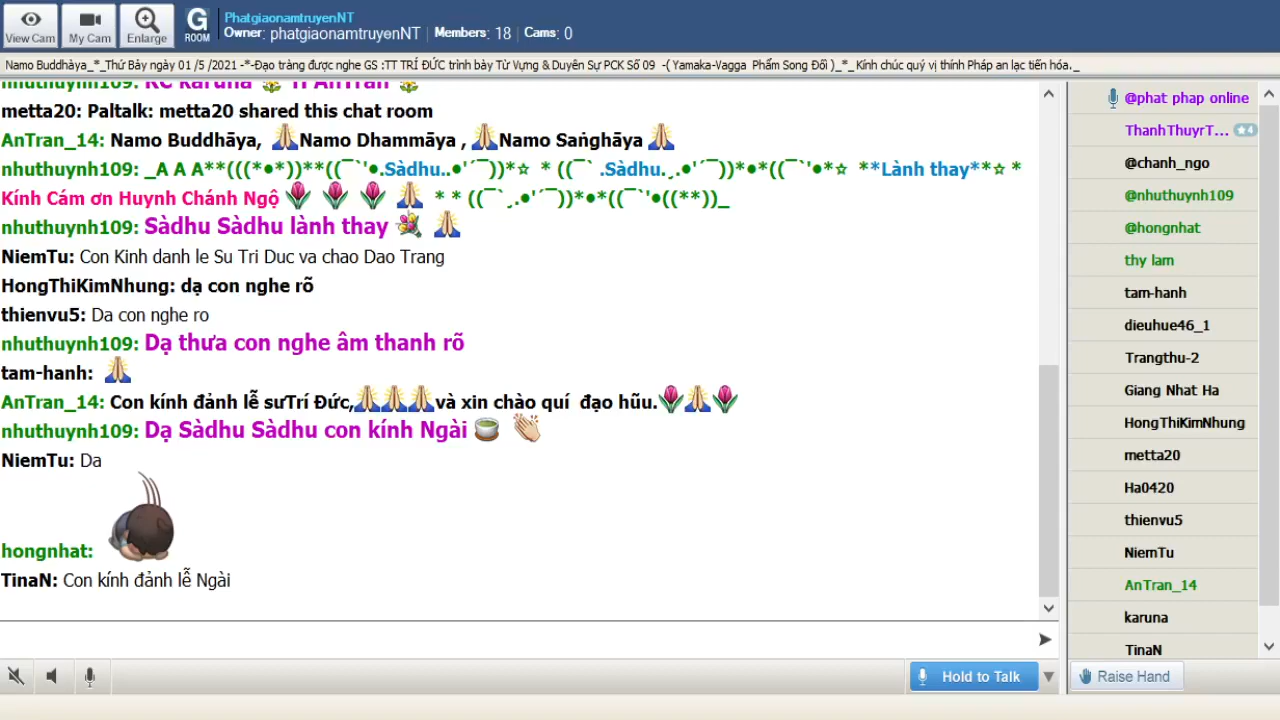 View Cam
My Cam
Enlarge
G
ROOM
PhatgiaonamtruyenNT
Owner: phatgiaonamtruyenNT | Members: 18 | Cams: 0
Namo Buddhàya_*_Thứ Bảy ngày 01 /5 /2021 -*-Đạo tràng được nghe GS :TT TRÍ ĐỨC trình bày Từ Vựng & Duyên Sự PCK Số 09 -( Yamaka-Vagga Phẩm Song Đối )_*_ Kính chúc quý vị thính Pháp an lạc tiến hóa._
nhuthuynh109: KC karuna TI AnTran
metta20: Paltalk: metta20 shared this chat room
AnTran_14: Namo Buddhāya, 🙏Namo Dhammāya , 🙏Namo Saṅghāya 🙏
nhuthuynh109: _A A A**(((*•*))**((¯`'•.Sàdhu..•'´¯))*☆ * ((¯` .Sàdhu.¸.•'´¯))*•*((¯`'•*☆ **Lành thay**☆ *
Kính Cám ơn Huynh Chánh Ngộ 🌷 🌷 🌷 🙏 * * ((¯`¸.•'´¯))*•*((¯`'•((**))_
nhuthuynh109: Sàdhu Sàdhu lành thay 💐 🙏
NiemTu: Con Kinh danh le Su Tri Duc va chao Dao Trang
HongThiKimNhung: dạ con nghe rõ
thienvu5: Da con nghe ro
nhuthuynh109: Dạ thưa con nghe âm thanh rõ
tam-hanh: 🙏
AnTran_14: Con kính đảnh lễ sưTrí Đức,🙏🙏🙏và xin chào quí đạo hũu.🌷🙏🌷
nhuthuynh109: Dạ Sàdhu Sàdhu con kính Ngài 🍵 👏
NiemTu: Da
hongnhat:
TinaN: Con kính đảnh lễ Ngài
Hold to Talk
@phat phap online
ThanhThuyrT... ★4
@chanh_ngo
@nhuthuynh109
@hongnhat
thy lam
tam-hanh
dieuhue46_1
Trangthu-2
Giang Nhat Ha
HongThiKimNhung
metta20
Ha0420
thienvu5
NiemTu
AnTran_14
karuna
TinaN
Raise Hand